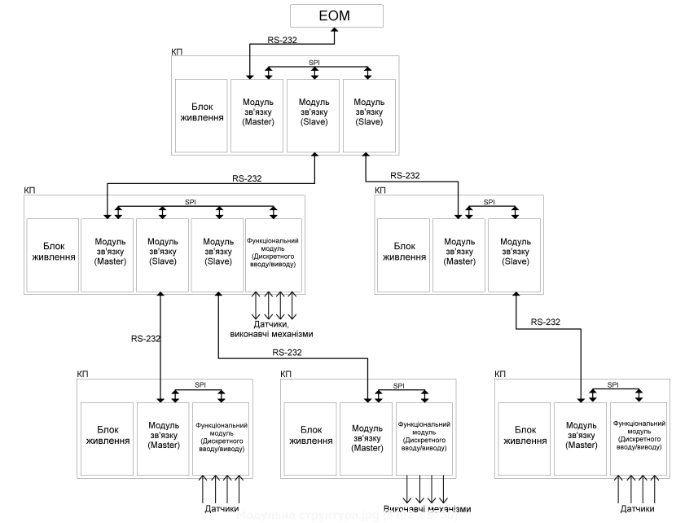 ЕОМ
RS-232
КП
SPI
Блок
живлення
Модуль
зв'язку
(Master)
Модуль
зв'язку
(Slave)
Модуль
зв'язку
(Slave)
RS-232
RS-232
КП
SPI
Блок
живлення
Модуль
зв'язку
(Master)
Модуль
зв'язку
(Slave)
Модуль
зв'язку
(Slave)
Функціональний
модуль
(Дискретного
вводу/виводу)
Датчики,
виконавчі механізми
КП
SPI
Блок
живлення
Модуль
зв'язку
(Master)
Модуль
зв'язку
(Slave)
RS-232
RS-232
RS-232
КП
SPI
Блок
живлення
Модуль
зв'язку
(Master)
Функціональний
модуль
(Дискретного
вводу/виводу)
Датчики
КП
SPI
Блок
живлення
Модуль
зв'язку
(Master)
Функціональний
модуль
(Дискретного
вводу/виводу)
Виконавчі механізми
КП
SPI
Блок
живлення
Модуль
зв'язку
(Master)
Функціональний
модуль
(Дискретного
вводу/виводу)
Датчики
Модульна структура.jpg